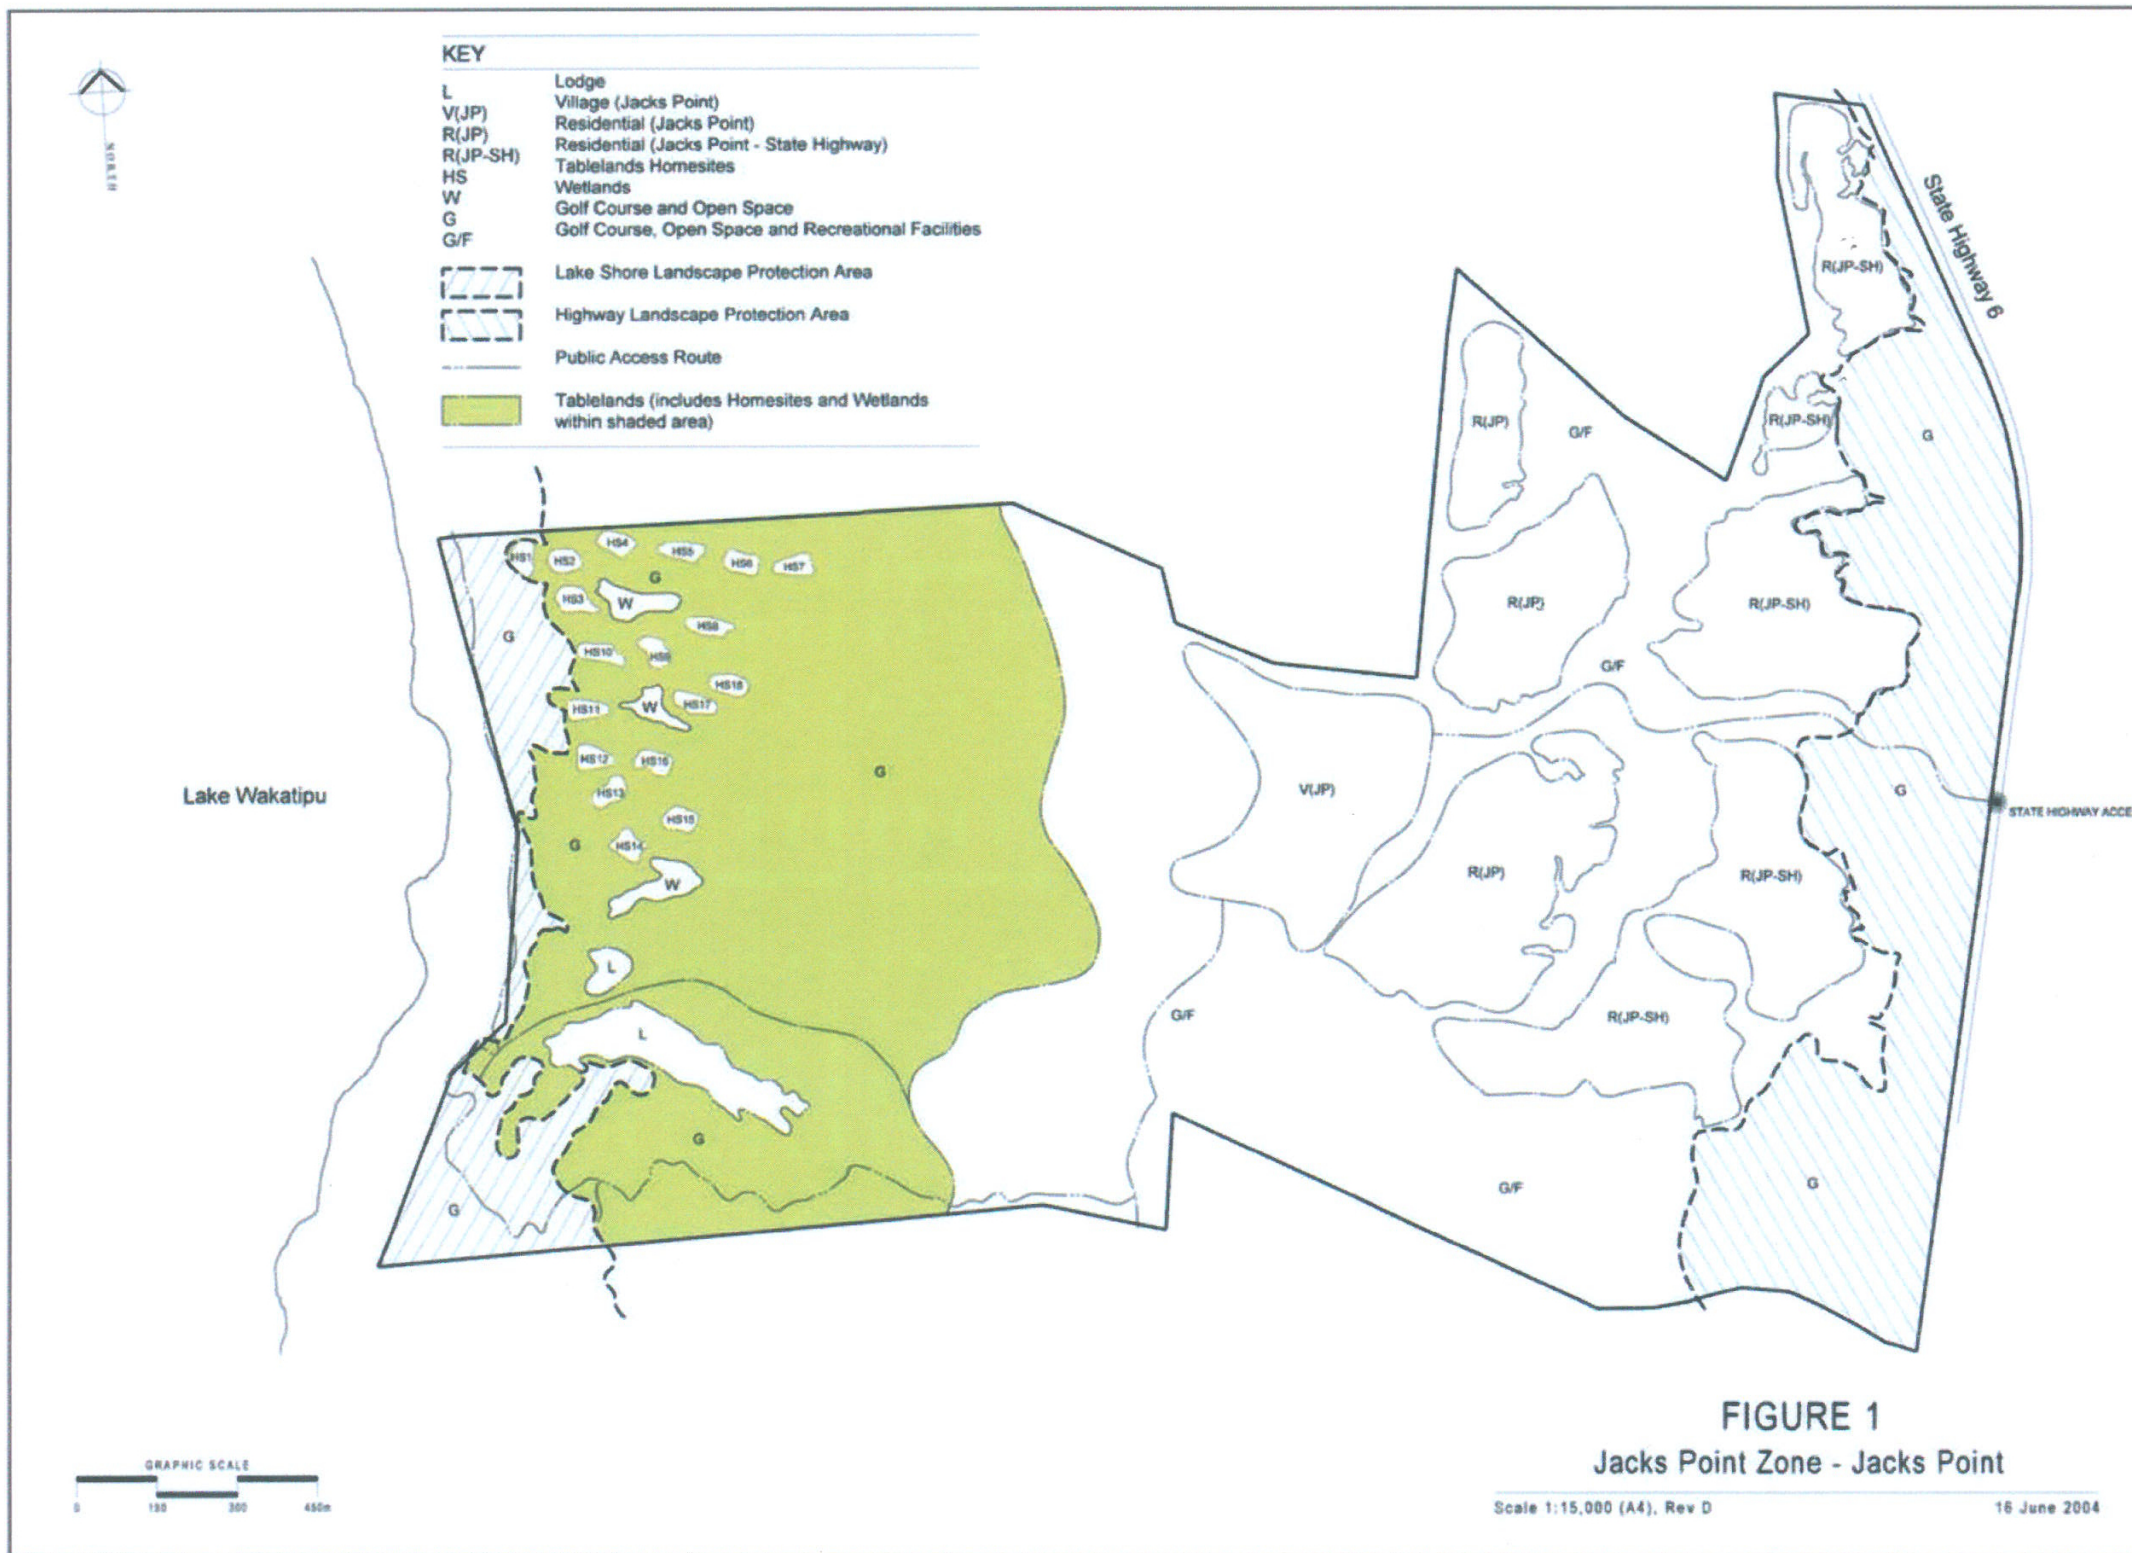 KEY
L Lodge
V(JP) Village (Jacks Point)
R(JP) Residential (Jacks Point)
R(JP-SH) Residential (Jacks Point - State Highway)
HS Tablelands Homesites
W Wetlands
G Golf Course and Open Space
G/F Golf Course, Open Space and Recreational Facilities
Lake Shore Landscape Protection Area
Highway Landscape Protection Area
Public Access Route
Tablelands (includes Homesites and Wetlands
within shaded area)
NORTH
State Highway 6
R(JP-SH)
R(JP)
G/F
R(JP-SH)
G
HS1
HS2
HS4
HS5
HS6
HS7
G
HS3
W
HS8
G
HS10
HS9
HS18
HS11
W
HS17
HS12
HS16
HS13
G
HS15
G
HS14
W
L
L
G
G
R(JP)
R(JP-SH)
G/F
V(JP)
G
R(JP)
R(JP-SH)
G/F
R(JP-SH)
G/F
G
Lake Wakatipu
STATE HIGHWAY ACCE
GRAPHIC SCALE
0 150 300 450m
FIGURE 1
Jacks Point Zone - Jacks Point
Scale 1:15,000 (A4), Rev D 16 June 2004